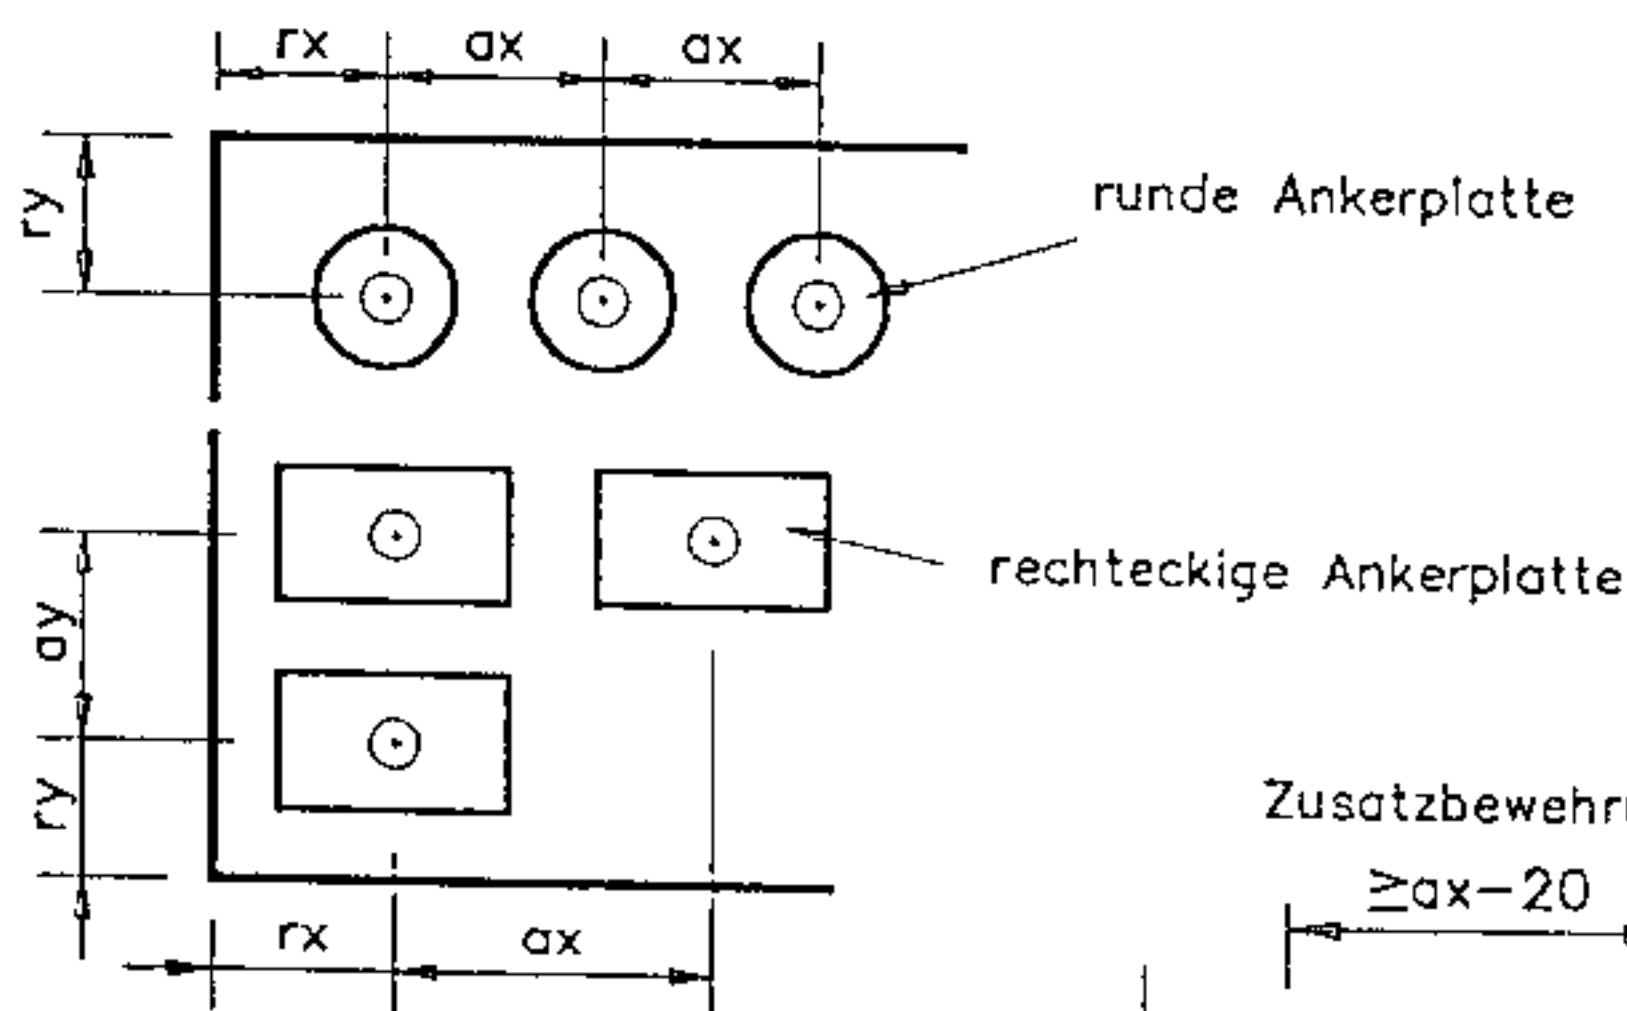 rx ax ax
ry
runde Ankerplatte
rechteckige Ankerplatte
ay
ry
Zusatzbewehr
≥ax-20
rx ax